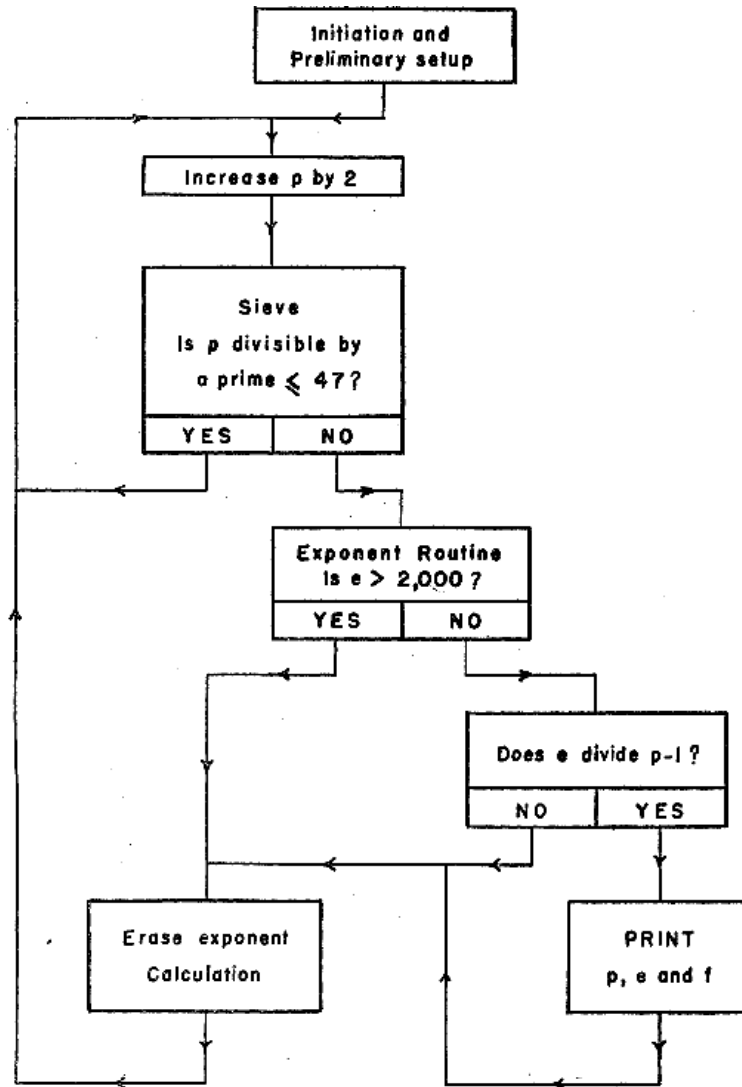 Initiation and
Preliminary setup
Increase p by 2
Sieve
Is p divisible by
a prime ⩽ 47?
YES
NO
Exponent Routine
Is e > 2,000?
YES
NO
Does e divide p-1?
NO
YES
Erase exponent
Calculation
PRINT
p, e and f